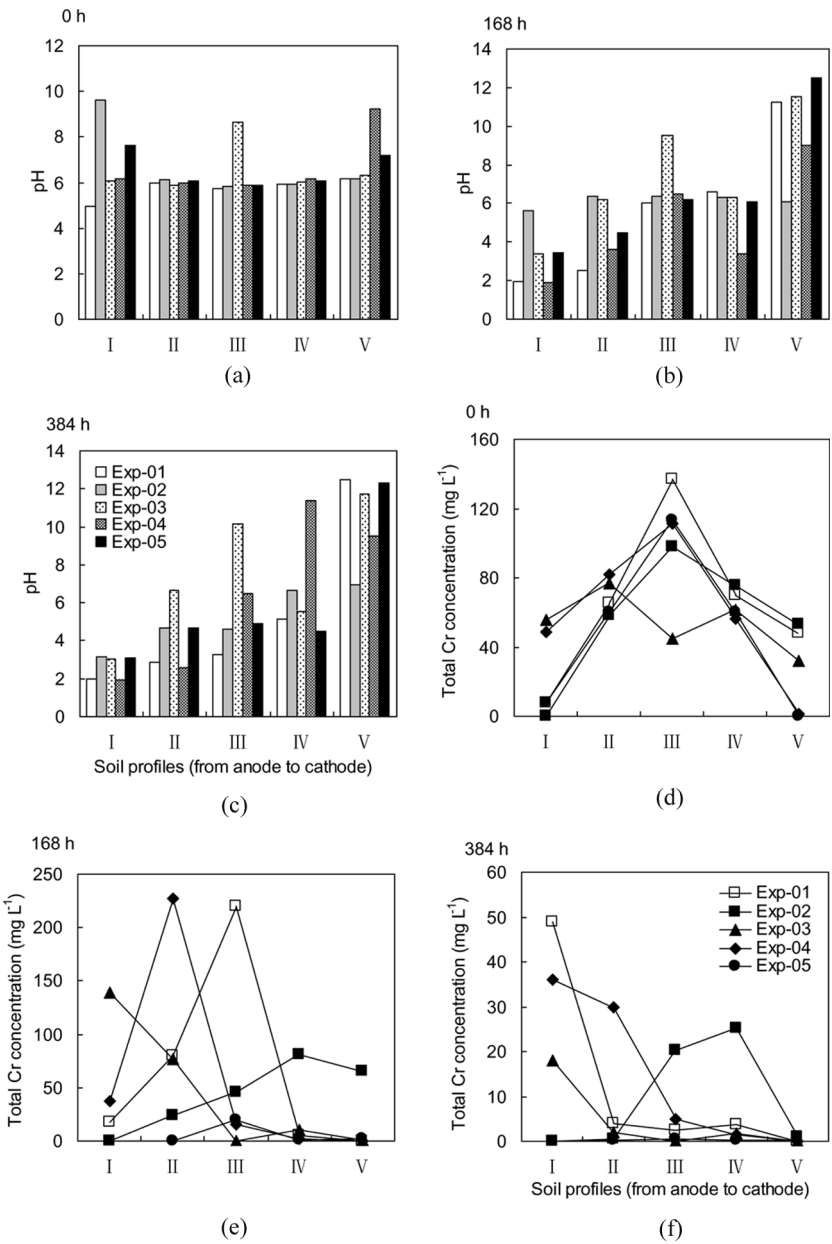 0 h
12
10
8
6
4
2
0
pH
I II III IV V
(a)
168 h
14
12
10
8
6
4
2
0
pH
I II III IV V
(b)
384 h
14
12
10
8
6
4
2
0
pH
Exp-01
Exp-02
Exp-03
Exp-04
Exp-05
I II III IV V
Soil profiles (from anode to cathode)
(c)
0 h
160
120
80
40
0
Total Cr concentration (mg L-1)
I II III IV V
(d)
168 h
250
200
150
100
50
0
Total Cr concentration (mg L-1)
I II III IV V
(e)
384 h
60
50
40
30
20
10
0
Total Cr concentration (mg L-1)
Exp-01
Exp-02
Exp-03
Exp-04
Exp-05
I II III IV V
Soil profiles (from anode to cathode)
(f)